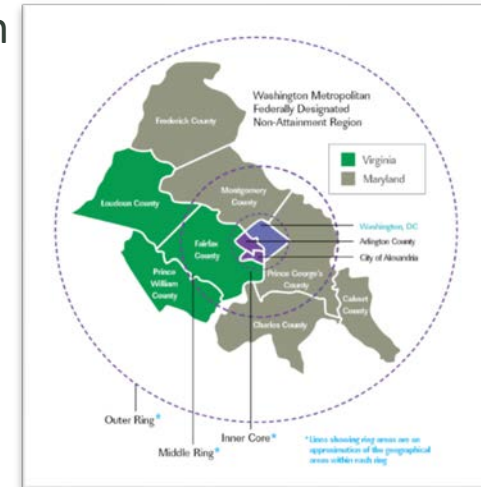 n
Washington Metropolitan
Federally Designated
Non-Attainment Region
Virginia
Maryland
Frederick County
Loudoun County
Montgomery
County
Washington, DC
Arlington County
City of Alexandria
Fairfax
County
Prince
William
County
Prince George's
County
Calvert
County
Charles County
Outer Ring*
Middle Ring*
Inner Core*
*Lines showing ring areas are an
approximation of the geographical
areas within each ring